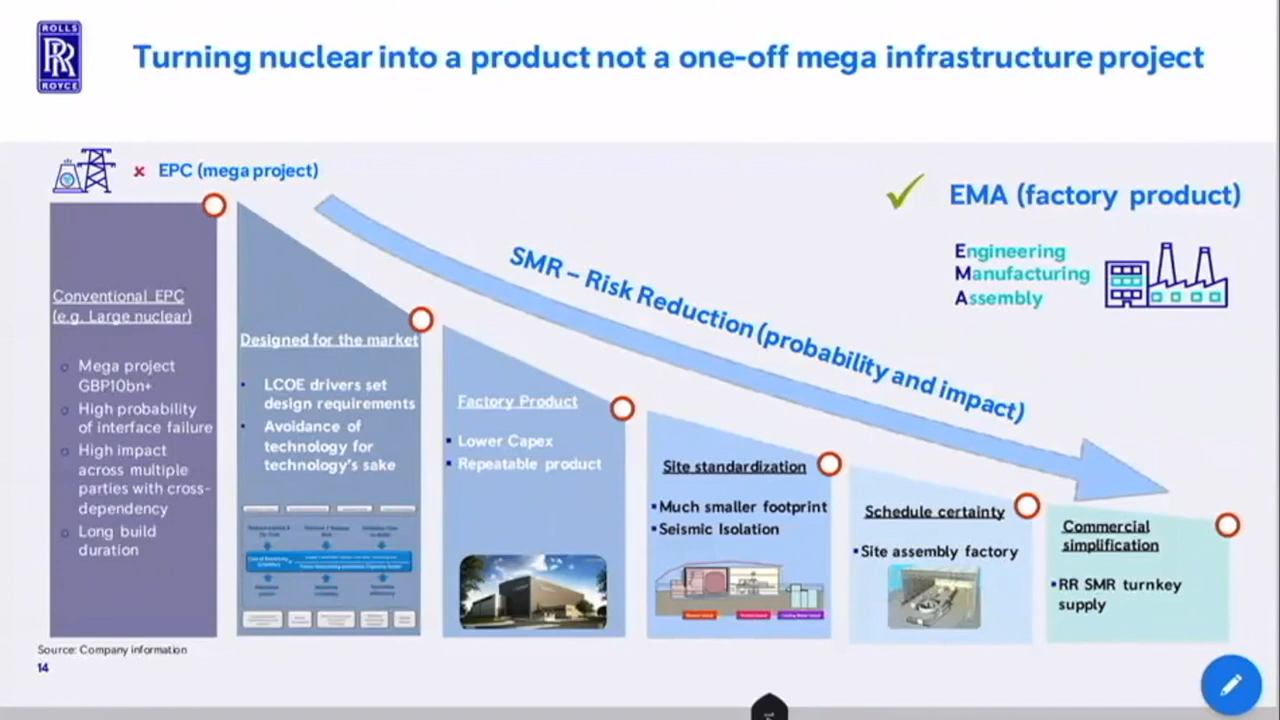 ROLLS
RR
ROYCE
Turning nuclear into a product not a one-off mega infrastructure project
x EPC (mega project)
EMA (factory product)
Engineering
Manufacturing
Assembly
SMR – Risk Reduction (probability and impact)
Conventional EPC
(e.g. Large nuclear)
Mega project
GBP10bn+
High probability
of interface failure
High impact
across multiple
parties with cross-
dependency
Long build
duration
Designed for the market
LCOE drivers set
design requirements
Avoidance of
technology for
technology's sake
Factory Product
Lower Capex
Repeatable product
Site standardization
Much smaller footprint
Seismic Isolation
Schedule certainty
Site assembly factory
Commercial
simplification
RR SMR turnkey
supply
Source: Company information
14